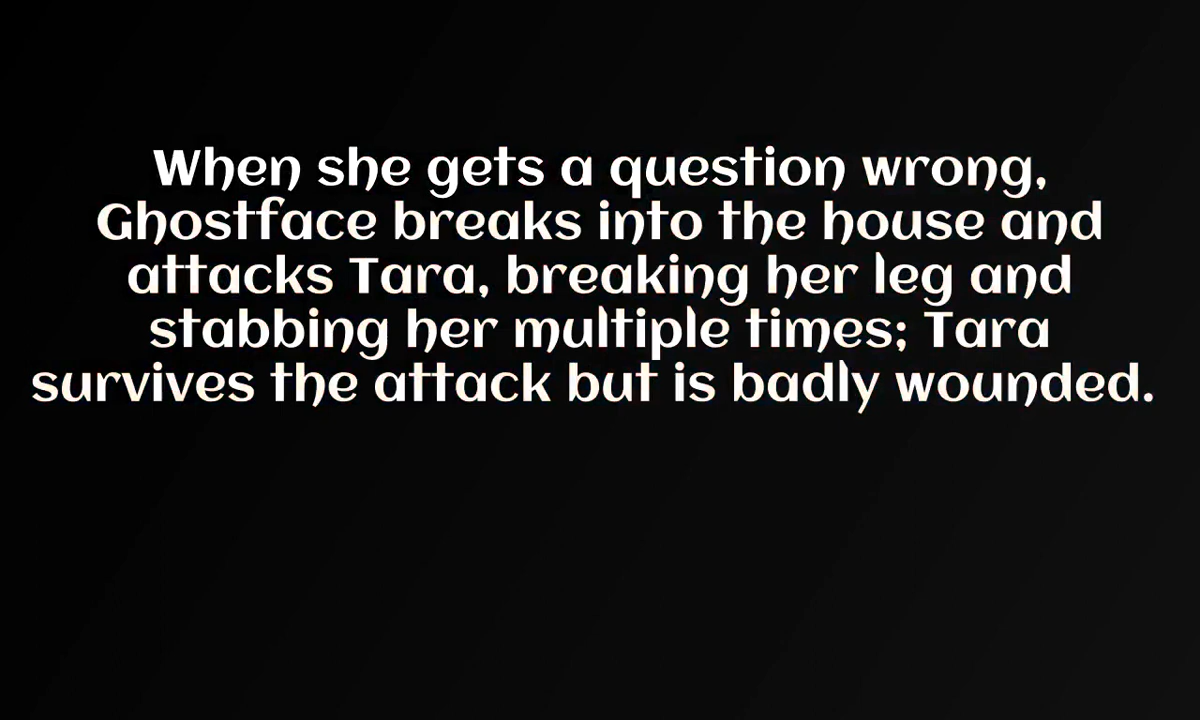 When she gets a question wrong,
Ghostface breaks into the house and
attacks Tara, breaking her leg and
stabbing her multiple times; Tara
survives the attack but is badly wounded.